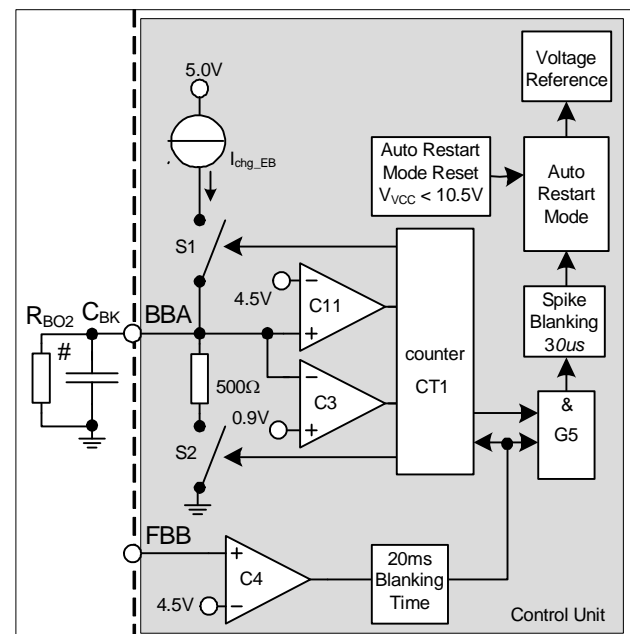 5.0V
Voltage
Reference
I_chg_EB
Auto Restart
Mode Reset
V_VCC < 10.5V
Auto
Restart
Mode
S1
4.5V
C11
R_BO2
C_BK
BBA
#
Spike
Blanking
30us
counter
CT1
500Ω
C3
0.9V
&
G5
S2
FBB
C4
4.5V
20ms
Blanking
Time
Control Unit